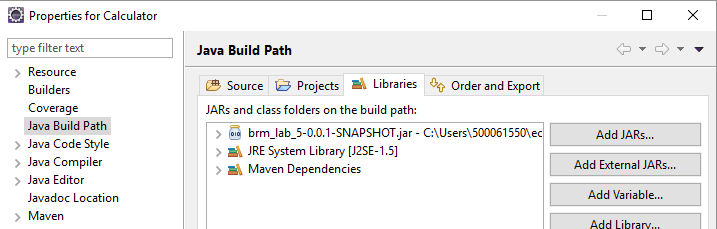 Properties for Calculator
type filter text
Resource
Builders
Coverage
Java Build Path
Java Code Style
Java Compiler
Java Editor
Javadoc Location
Maven
Java Build Path
Source Projects Libraries Order and Export
JARs and class folders on the build path:
brm_lab_5-0.0.1-SNAPSHOT.jar - C:\Users\500061550\ec
JRE System Library [J2SE-1.5]
Maven Dependencies
Add JARs...
Add External JARs...
Add Variable...
Add Library...